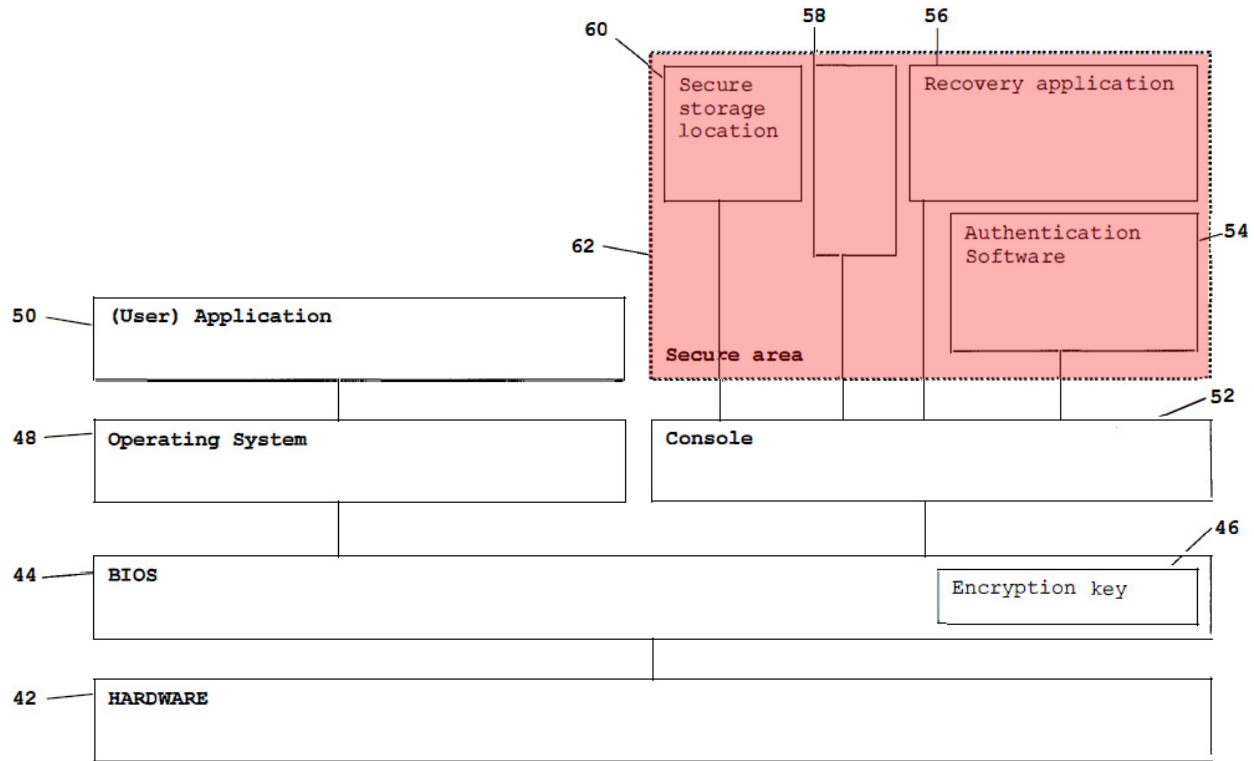 58
56
60
Secure
storage
location
Recovery application
Authentication
Software
54
62
Secure area
50
(User) Application
52
48
Operating System
Console
46
44
BIOS
Encryption key
42
HARDWARE